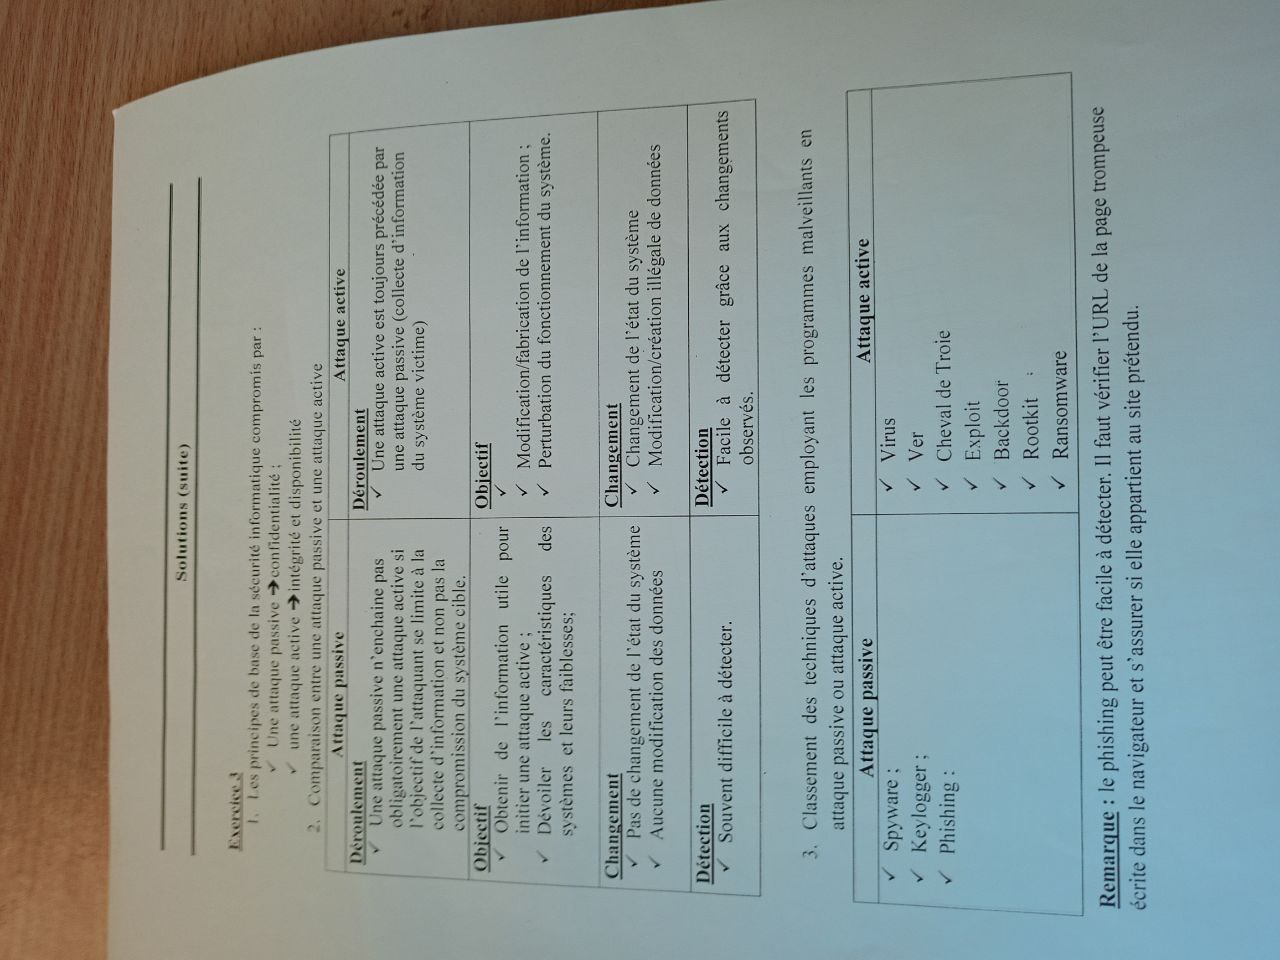 Solutions (suite)
Exercice 3
1. Les principes de base de la sécurité informatique compromis par :
✓ Une attaque passive ➔ confidentialité ;
✓ une attaque active ➔ intégrité et disponibilité
2. Comparaison entre une attaque passive et une attaque active
Attaque passive
Déroulement
✓ Une attaque passive n'enchaine pas
obligatoirement une attaque active si
l'objectif de l'attaquant se limite à la
collecte d'information et non pas la
compromission du système cible.
Attaque active
Déroulement
✓ Une attaque active est toujours précédée par
une attaque passive (collecte d'information
du système victime)
Objectif
✓ Obtenir de l'information utile pour
initier une attaque active ;
✓ Dévoiler les caractéristiques des
systèmes et leurs faiblesses;
Objectif
✓
✓ Modification/fabrication de l'information ;
✓ Perturbation du fonctionnement du système.
Changement
✓ Pas de changement de l'état du système
✓ Aucune modification des données
Changement
✓ Changement de l'état du système
✓ Modification/création illégale de données
Détection
✓ Souvent difficile à détecter.
Détection
✓ Facile à détecter grâce aux changements
observés.
3. Classement des techniques d'attaques employant les programmes malveillants en
attaque passive ou attaque active.
Attaque passive
✓ Spyware ;
✓ Keylogger ;
✓ Phishing :
Attaque active
✓ Virus
✓ Ver
✓ Cheval de Troie
✓ Exploit
✓ Backdoor
✓ Rootkit
✓ Ransomware
Remarque : le phishing peut être facile à détecter. Il faut vérifier l'URL de la page trompeuse
écrite dans le navigateur et s'assurer si elle appartient au site prétendu.